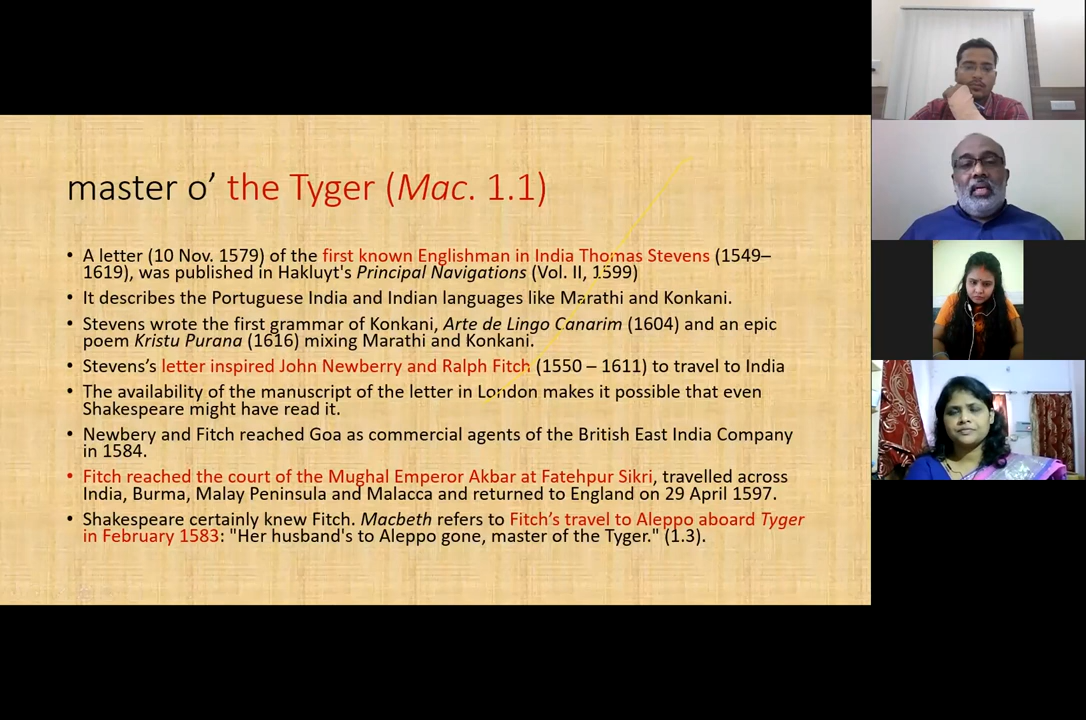 master o’ the Tyger (Mac. 1.1)
• A letter (10 Nov. 1579) of the first known Englishman in India Thomas Stevens (1549–
1619), was published in Hakluyt's Principal Navigations (Vol. II, 1599)
• It describes the Portuguese India and Indian languages like Marathi and Konkani.
• Stevens wrote the first grammar of Konkani, Arte de Lingo Canarim (1604) and an epic
poem Kristu Purana (1616) mixing Marathi and Konkani.
• Stevens’s letter inspired John Newberry and Ralph Fitch (1550 – 1611) to travel to India
• The availability of the manuscript of the letter in London makes it possible that even
Shakespeare might have read it.
• Newbery and Fitch reached Goa as commercial agents of the British East India Company
in 1584.
• Fitch reached the court of the Mughal Emperor Akbar at Fatehpur Sikri, travelled across
India, Burma, Malay Peninsula and Malacca and returned to England on 29 April 1597.
• Shakespeare certainly knew Fitch. Macbeth refers to Fitch’s travel to Aleppo aboard Tyger
in February 1583: "Her husband's to Aleppo gone, master of the Tyger." (1.3).